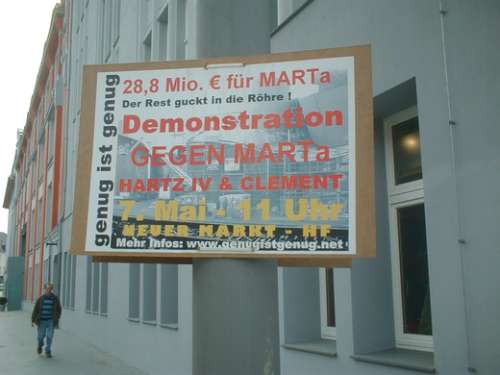 genug ist genug
28,8 Mio. € für MARTa
Der Rest guckt in die Röhre !
Demonstration
GEGEN MARTa
HARTZ IV & CLEMENT
7. Mai - 11 Uhr
NEUER MARKT - HF
Mehr Infos: www.genugistgenug.net